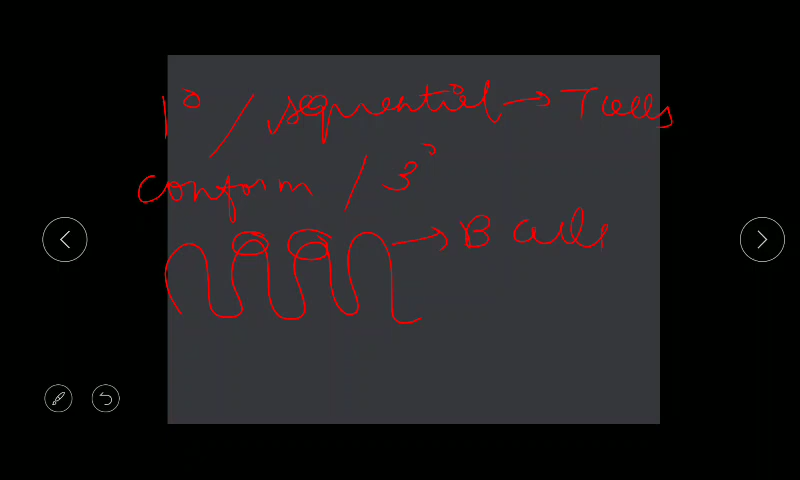 1° / sequential → T cells
conform / 3°
→ B cells